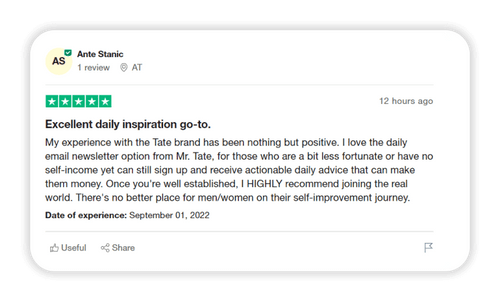 AS
Ante Stanic
1 review AT
12 hours ago
Excellent daily inspiration go-to.
My experience with the Tate brand has been nothing but positive. I love the daily
email newsletter option from Mr. Tate, for those who are a bit less fortunate or have no
self-income yet can still sign up and receive actionable daily advice that can make
them money. Once you're well established, I HIGHLY recommend joining the real
world. There's no better place for men/women on their self-improvement journey.
Date of experience: September 01, 2022
Useful Share